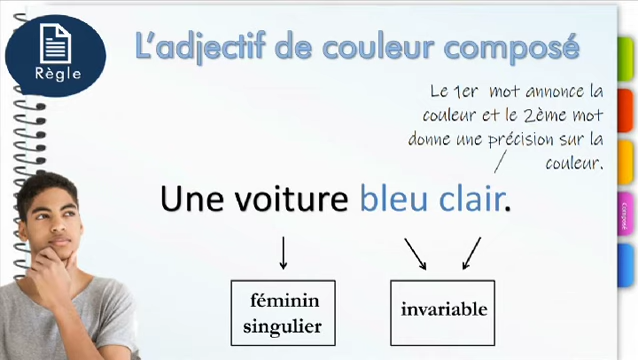 Règle
L'adjectif de couleur composé
Le 1er mot annonce la
couleur et le 2ème mot
donne une précision sur la
couleur.
Une voiture bleu clair.
féminin
singulier
invariable
Composé